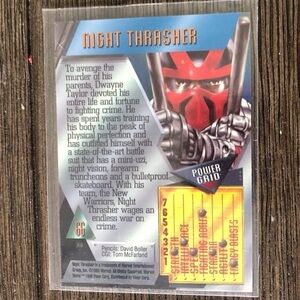 NIGHT THRASHER
To avenge the
murder of his
parents, Dwayne
Taylor devoted his
entire life and fortune
to fighting crime. He
has spent years training
his body to the peak of
physical perfection and
has outfitted himself with
a state-of-the-art battle
suit that has a mini-uzi,
night vision, forearm
truncheons and a bulletproof
skateboard. With his
team, the New
Warriors, Night
Thrasher wages an
endless war on
crime.
POWER
GRID
7
6
5
4
3
2
1
STRENGTH
INTELLIGENCE
SPEED
FIGHTING ABILITY
STAMINA
AGILITY
ENERGY BLASTS
Pencils: David Boller
CGI: Tom McFarland